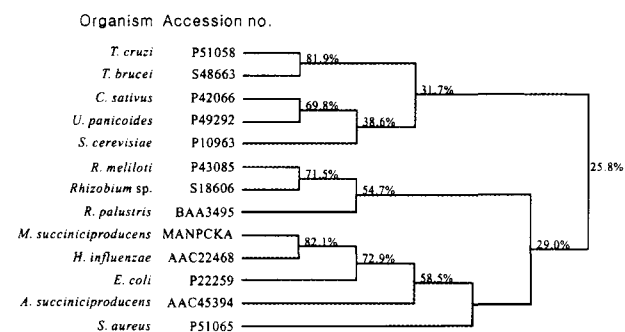 Organism Accession no.
T. cruzi P51058
81.9%
T. brucei S48663
31.7%
C. sativus P42066
69.8%
U. panicoides P49292
38.6%
S. cerevisiae P10963
25.8%
R. meliloti P43085
71.5%
Rhizobium sp. S18606
54.7%
R. palustris BAA3495
M. succiniciproducens MANPCKA
82.1%
29.0%
H. influenzae AAC22468
72.9%
E. coli P22259
58.5%
A. succiniciproducens AAC45394
S. aureus P51065